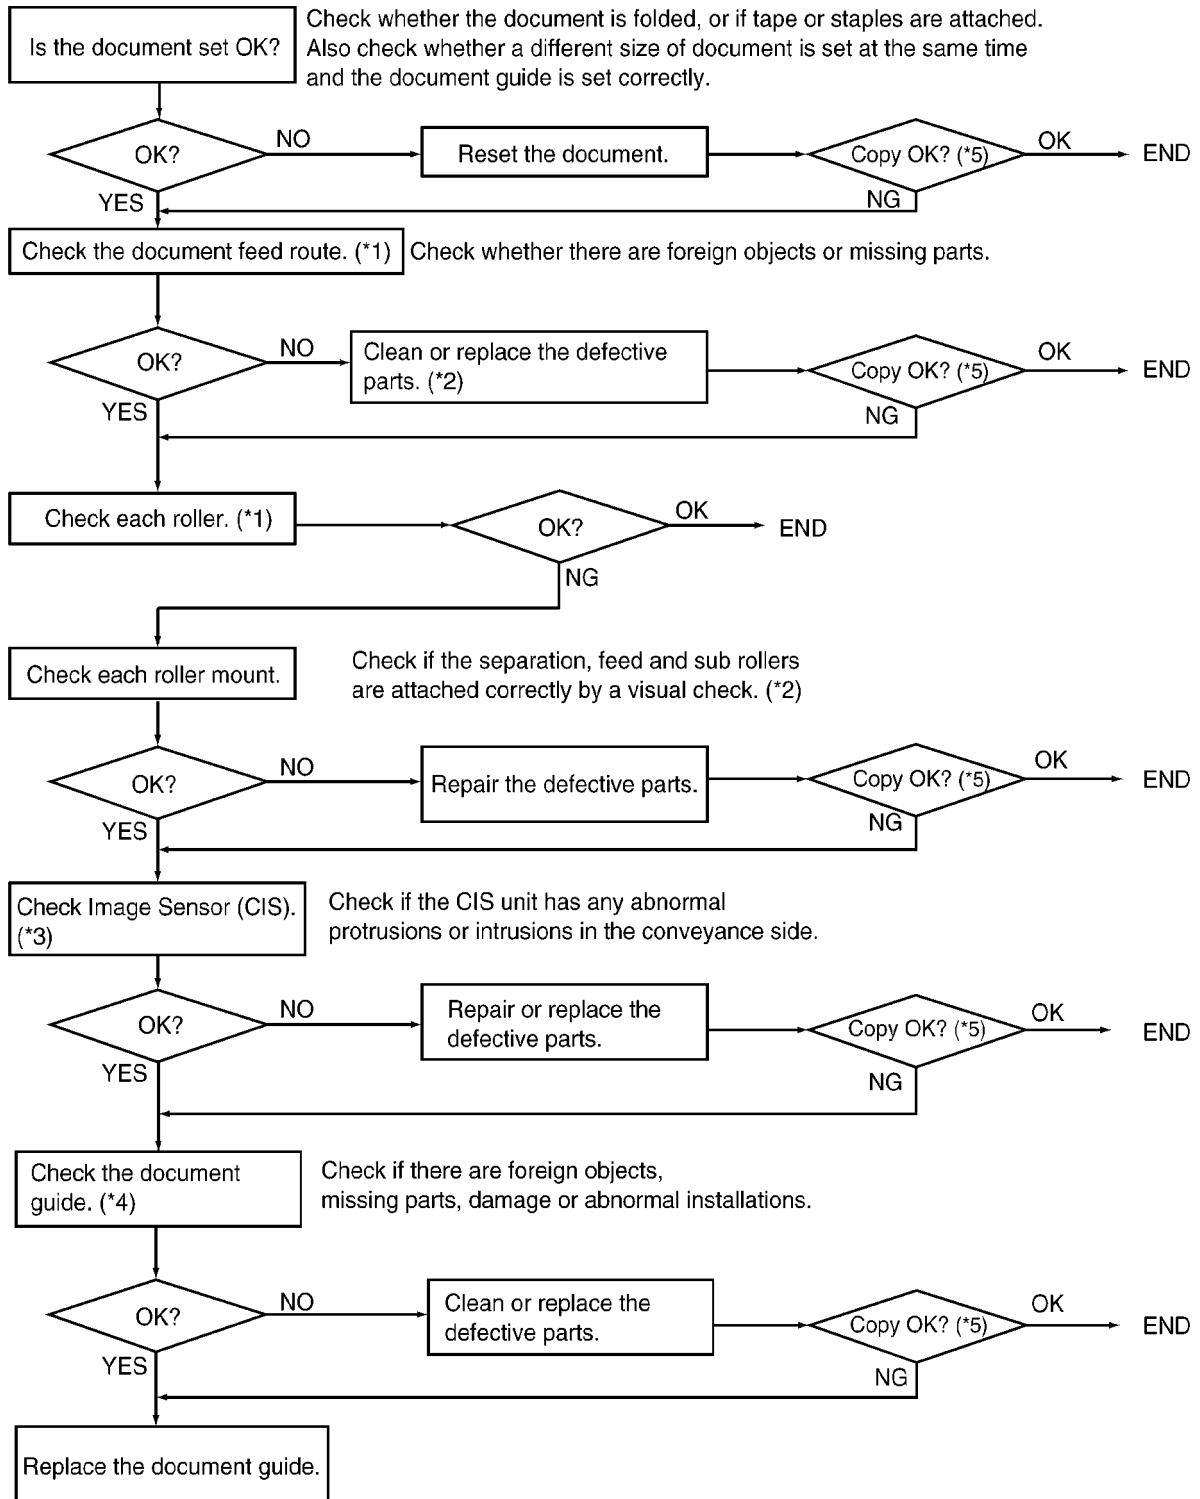 Is the document set OK?
Check whether the document is folded, or if tape or staples are attached.
Also check whether a different size of document is set at the same time
and the document guide is set correctly.
OK?
NO
Reset the document.
Copy OK? (*5)
OK
END
YES
NG
Check the document feed route. (*1)
Check whether there are foreign objects or missing parts.
OK?
NO
Clean or replace the defective
parts. (*2)
Copy OK? (*5)
OK
END
YES
NG
Check each roller. (*1)
OK?
OK
END
NG
Check each roller mount.
Check if the separation, feed and sub rollers
are attached correctly by a visual check. (*2)
OK?
NO
Repair the defective parts.
Copy OK? (*5)
OK
END
YES
NG
Check Image Sensor (CIS).
(*3)
Check if the CIS unit has any abnormal
protrusions or intrusions in the conveyance side.
OK?
NO
Repair or replace the
defective parts.
Copy OK? (*5)
OK
END
YES
NG
Check the document
guide. (*4)
Check if there are foreign objects,
missing parts, damage or abnormal installations.
OK?
NO
Clean or replace the
defective parts.
Copy OK? (*5)
OK
END
YES
NG
Replace the document guide.